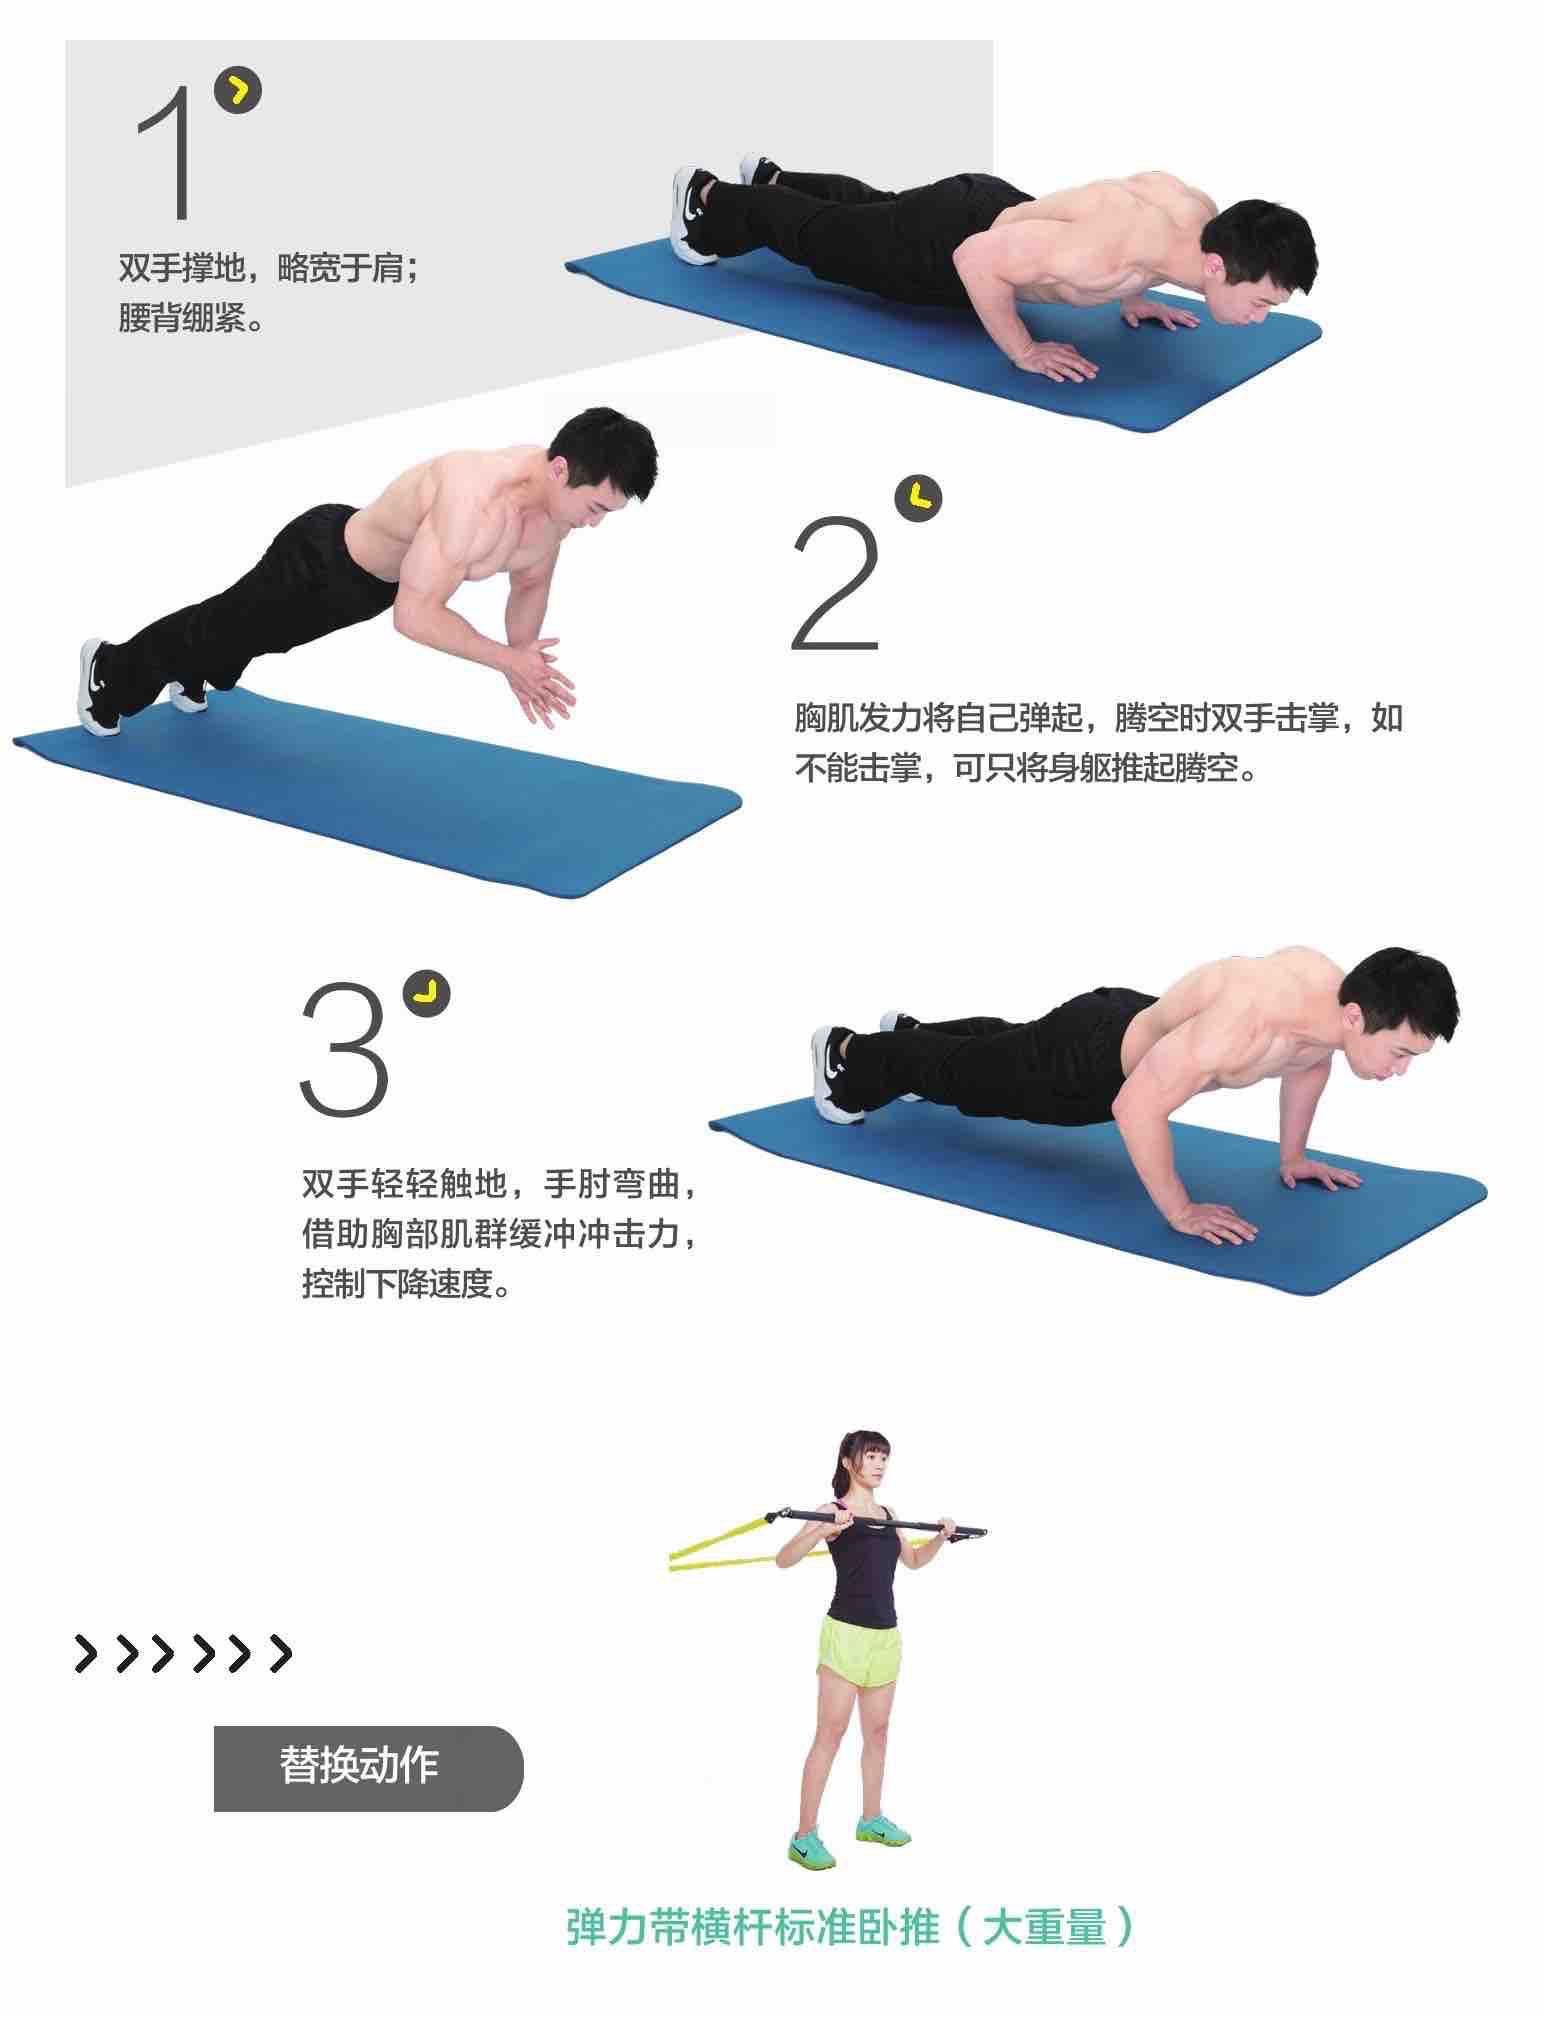 1
双手撑地，略宽于肩；
腰背绷紧。
2
胸肌发力将自己弹起，腾空时双手击掌，如
不能击掌，可只将身躯推起腾空。
3
双手轻轻触地，手肘弯曲，
借助胸部肌群缓冲冲击力，
控制下降速度。
替换动作
弹力带横杆标准卧推（大重量）